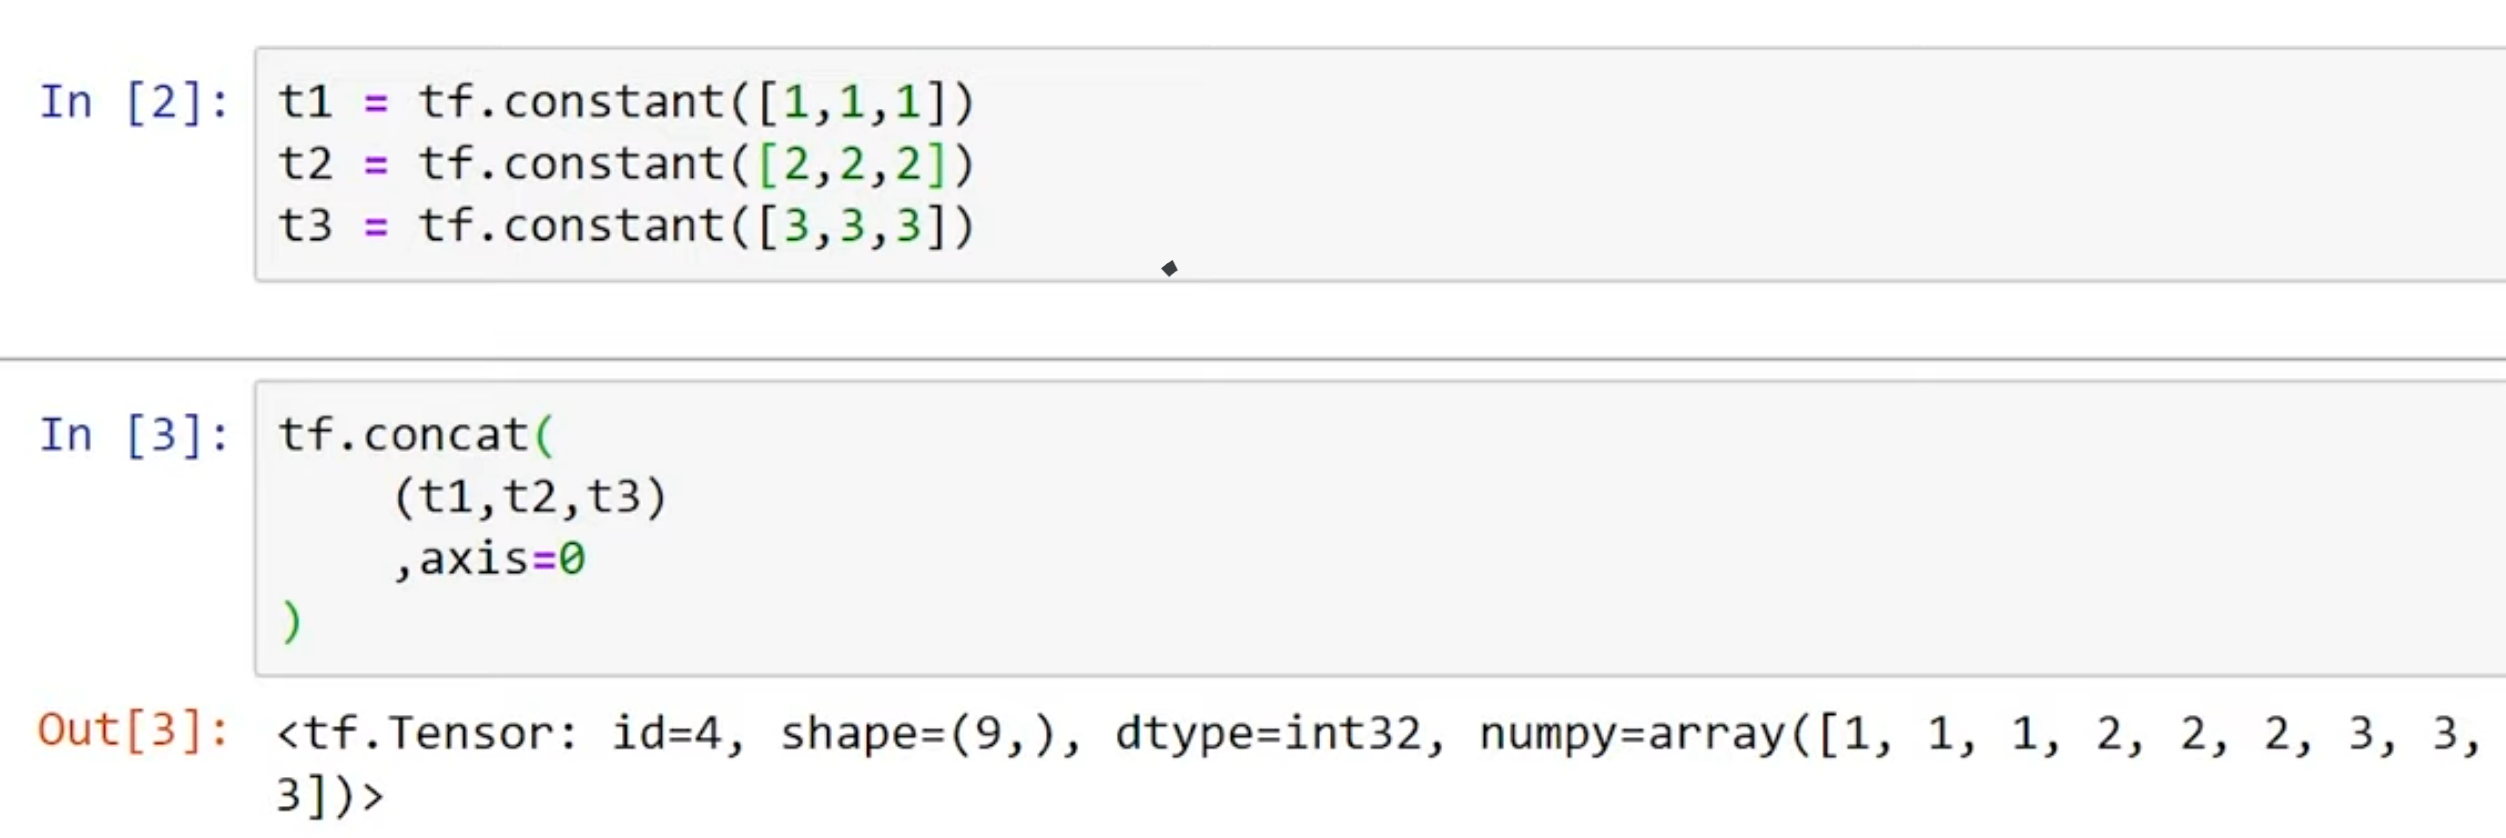 In [2]: t1 = tf.constant([1,1,1])
t2 = tf.constant([2,2,2])
t3 = tf.constant([3,3,3])
In [3]: tf.concat(
    (t1,t2,t3)
    ,axis=0
)
Out[3]: <tf.Tensor: id=4, shape=(9,), dtype=int32, numpy=array([1, 1, 1, 2, 2, 2, 3, 3,
3])>